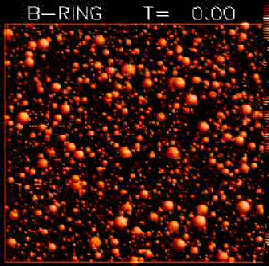 B-RING T= 0.00